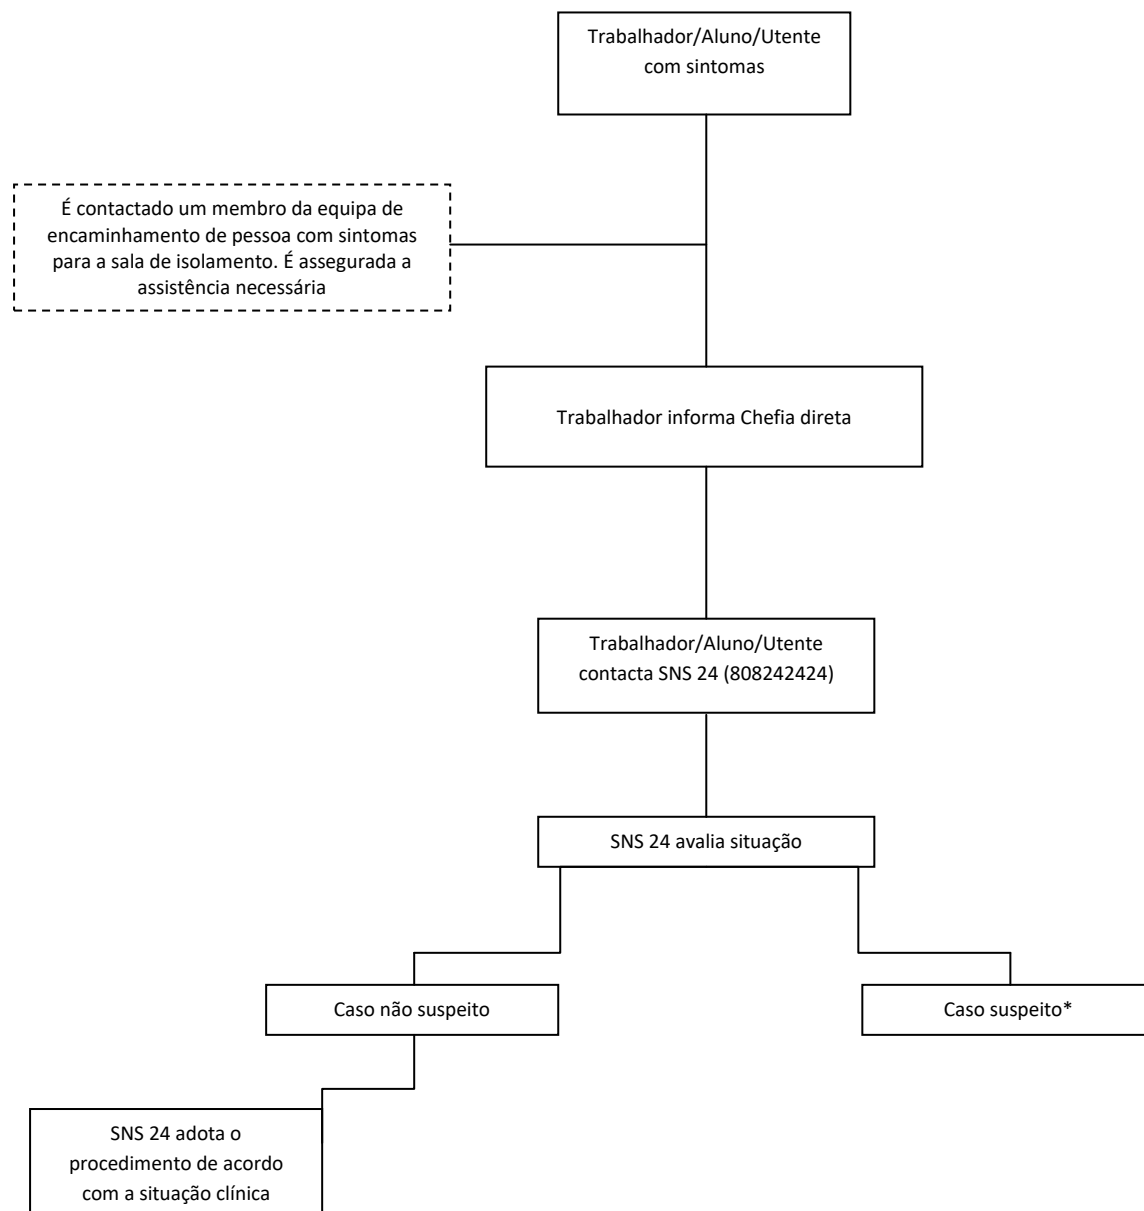 Trabalhador/Aluno/Utente
com sintomas
É contactado um membro da equipa de
encaminhamento de pessoa com sintomas
para a sala de isolamento. É assegurada a
assistência necessária
Trabalhador informa Chefia direta
Trabalhador/Aluno/Utente
contacta SNS 24 (808242424)
SNS 24 avalia situação
Caso não suspeito
Caso suspeito*
SNS 24 adota o
procedimento de acordo
com a situação clínica